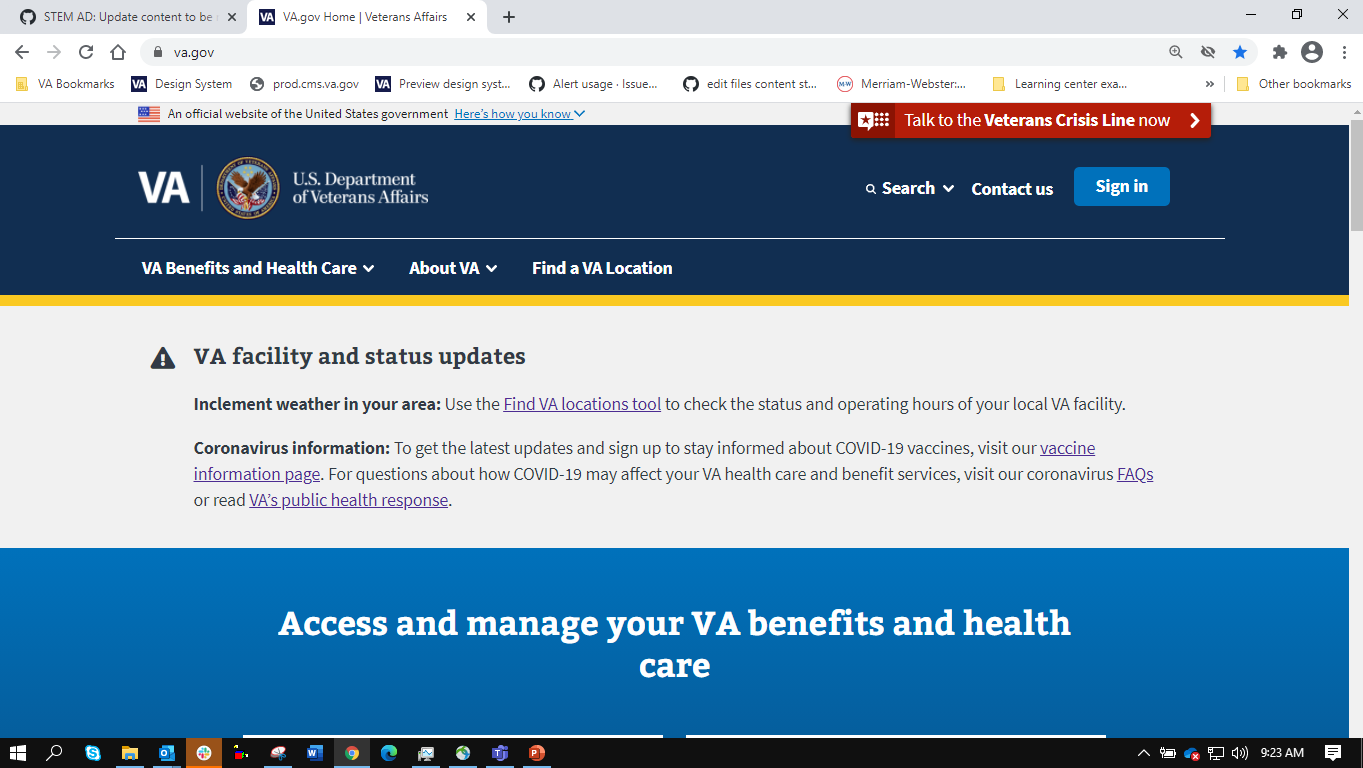 STEM AD: Update content to be
VA VA.gov Home | Veterans Affairs
va.gov
VA Bookmarks VA Design System prod.cms.va.gov VA Preview design syst... Alert usage · Issue... edit files content st... MW Merriam-Webster:... Learning center exa... » Other bookmarks
An official website of the United States government Here's how you know
Talk to the Veterans Crisis Line now
VA
U.S. Department
of Veterans Affairs
Search Contact us Sign in
VA Benefits and Health Care About VA Find a VA Location
VA facility and status updates
Inclement weather in your area: Use the Find VA locations tool to check the status and operating hours of your local VA facility.
Coronavirus information: To get the latest updates and sign up to stay informed about COVID-19 vaccines, visit our vaccine
information page. For questions about how COVID-19 may affect your VA health care and benefit services, visit our coronavirus FAQs
or read VA’s public health response.
Access and manage your VA benefits and health
care
9:23 AM